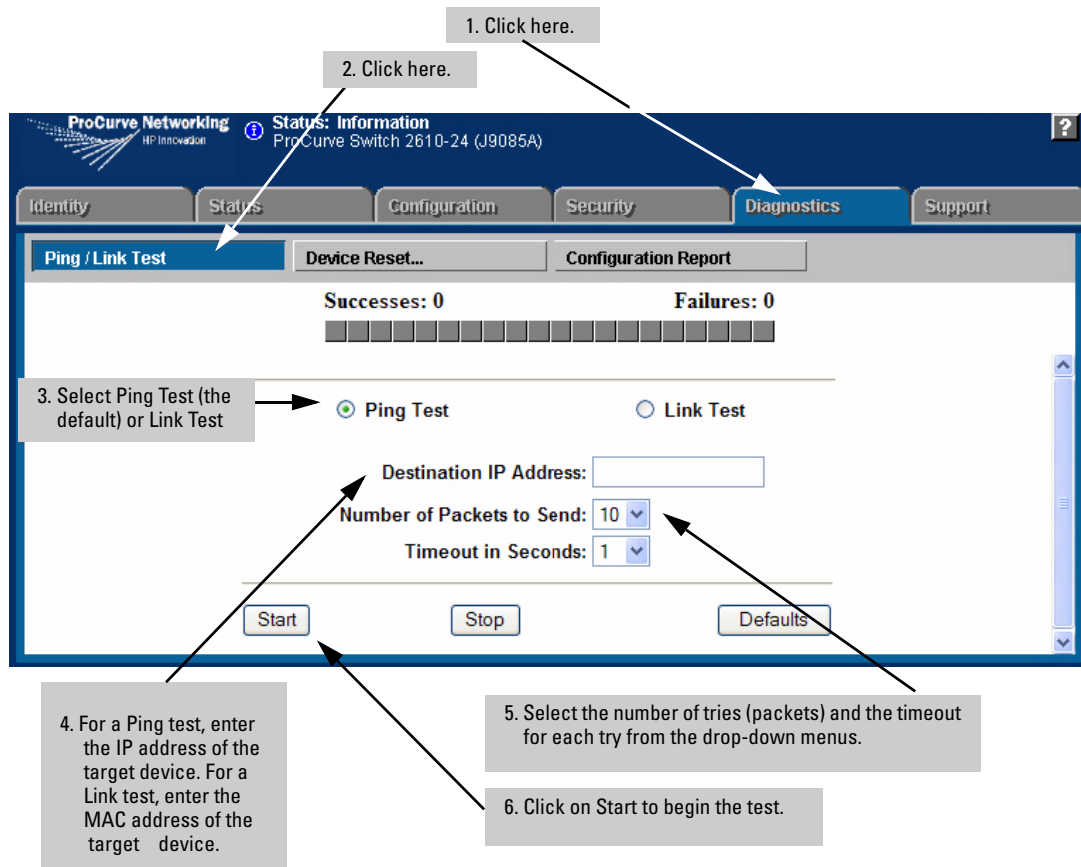 1. Click here.
2. Click here.
ProCurve Networking
HP Innovation
Status: Information
ProCurve Switch 2610-24 (J9085A)
?
Identity
Status
Configuration
Security
Diagnostics
Support
Ping / Link Test
Device Reset...
Configuration Report
Successes: 0
Failures: 0
3. Select Ping Test (the
default) or Link Test
Ping Test
Link Test
Destination IP Address:
Number of Packets to Send: 10
Timeout in Seconds: 1
Start
Stop
Defaults
4. For a Ping test, enter
the IP address of the
target device. For a
Link test, enter the
MAC address of the
target device.
5. Select the number of tries (packets) and the timeout
for each try from the drop-down menus.
6. Click on Start to begin the test.